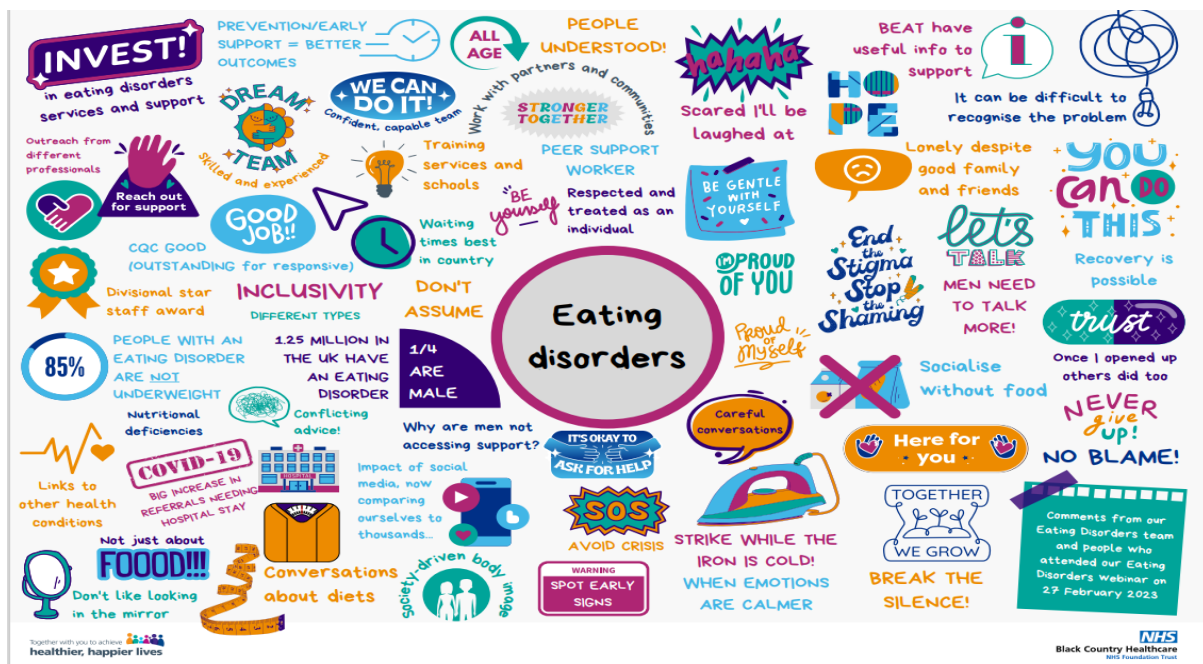 INVEST!
in eating disorders
services and support
PREVENTION/EARLY
SUPPORT = BETTER
OUTCOMES
ALL
AGE
PEOPLE
UNDERSTOOD!
hahaha
Scared I'll be
laughed at
BEAT have
useful info to
support
i
HOPE
It can be difficult to
recognise the problem
DREAM
TEAM
Skilled and experienced
WE CAN
DO IT!
Confident, capable team
Work with partners and communities
STRONGER
TOGETHER
Outreach from
different
professionals
Reach out
for support
Training
services and
schools
PEER SUPPORT
WORKER
BE
yourself
Respected and
treated as an
individual
BE GENTLE
WITH
YOURSELF
Lonely despite
good family
and friends
YOU
CAN DO
THIS
GOOD
JOB!!
Waiting
times best
in country
CQC GOOD
(OUTSTANDING for responsive)
Divisional star
staff award
INCLUSIVITY
DIFFERENT TYPES
DON'T
ASSUME
I'M PROUD
OF YOU
End
the
Stigma
Stop
the
Shaming
let's
TALK
MEN NEED
TO TALK
MORE!
Recovery is
possible
trust
Once I opened up
others did too
85%
PEOPLE WITH AN
EATING DISORDER
ARE NOT
UNDERWEIGHT
1.25 MILLION IN
THE UK HAVE
AN EATING
DISORDER
1/4
ARE
MALE
Eating
disorders
Proud
of
Myself
Socialise
without food
Nutritional
deficiencies
Conflicting
advice!
Why are men not
accessing support?
IT'S OKAY TO
ASK FOR HELP
Careful
conversations
Here for
you
NEVER
give
UP!
NO BLAME!
Links to
other health
conditions
COVID-19
BIG INCREASE IN
REFERRALS NEEDING
HOSPITAL STAY
HOSPITAL
Impact of social
media, now
comparing
ourselves to
thousands...
SOS
AVOID CRISIS
STRIKE WHILE THE
IRON IS COLD!
WHEN EMOTIONS
ARE CALMER
TOGETHER
WE GROW
BREAK THE
SILENCE!
Comments from our
Eating Disorders team
and people who
attended our Eating
Disorders Webinar on
27 February 2023
Not just about
FOOOD!!!
Don't like looking
in the mirror
Conversations
about diets
Society-driven body image
WARNING
SPOT EARLY
SIGNS
Together with you to achieve
healthier, happier lives
NHS
Black Country Healthcare
NHS Foundation Trust